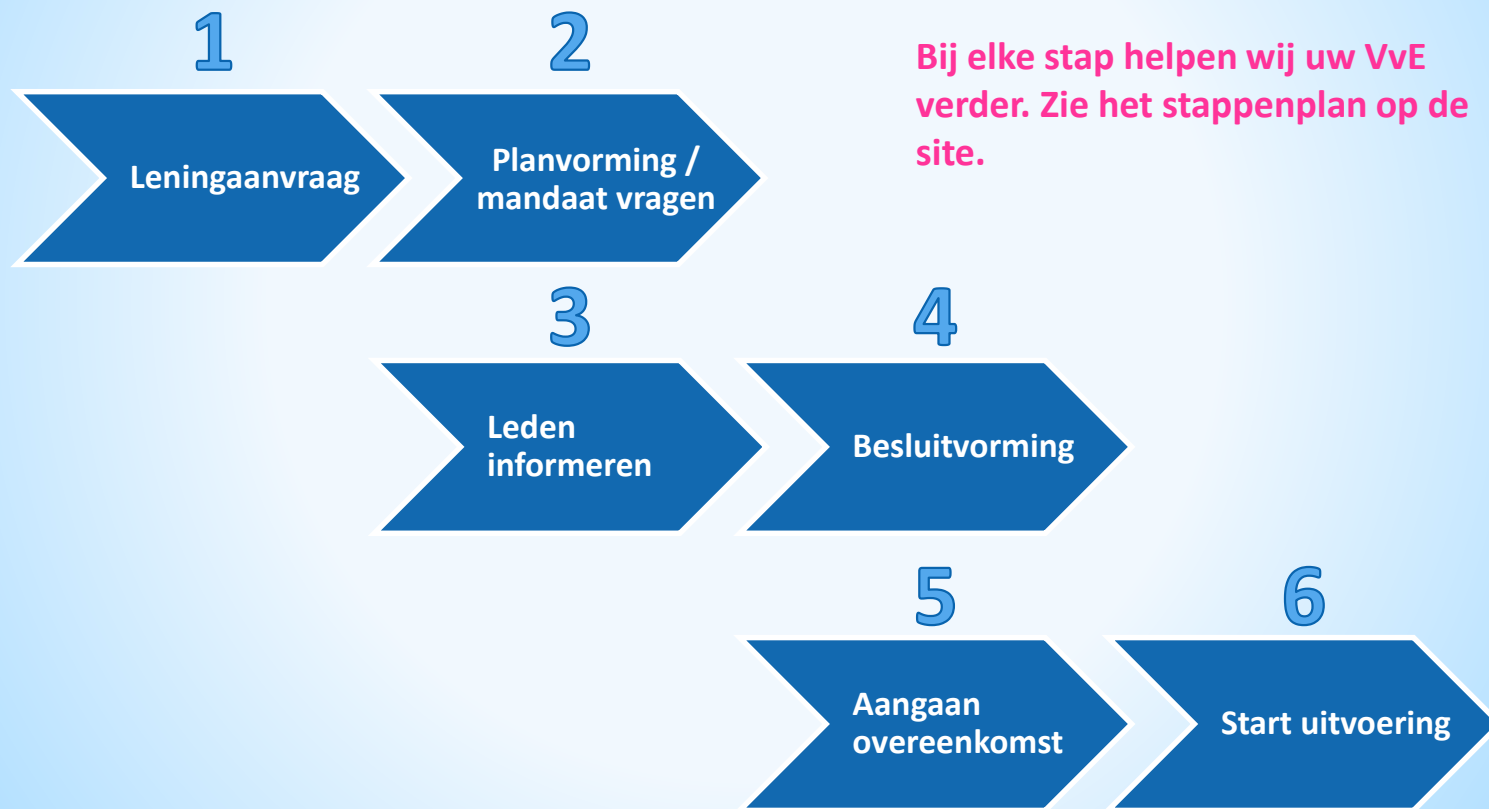 1
2
Bij elke stap helpen wij uw VvE
verder. Zie het stappenplan op de
site.
Leningaanvraag
Planvorming /
mandaat vragen
3
4
Leden
informeren
Besluitvorming
5
6
Aangaan
overeenkomst
Start uitvoering